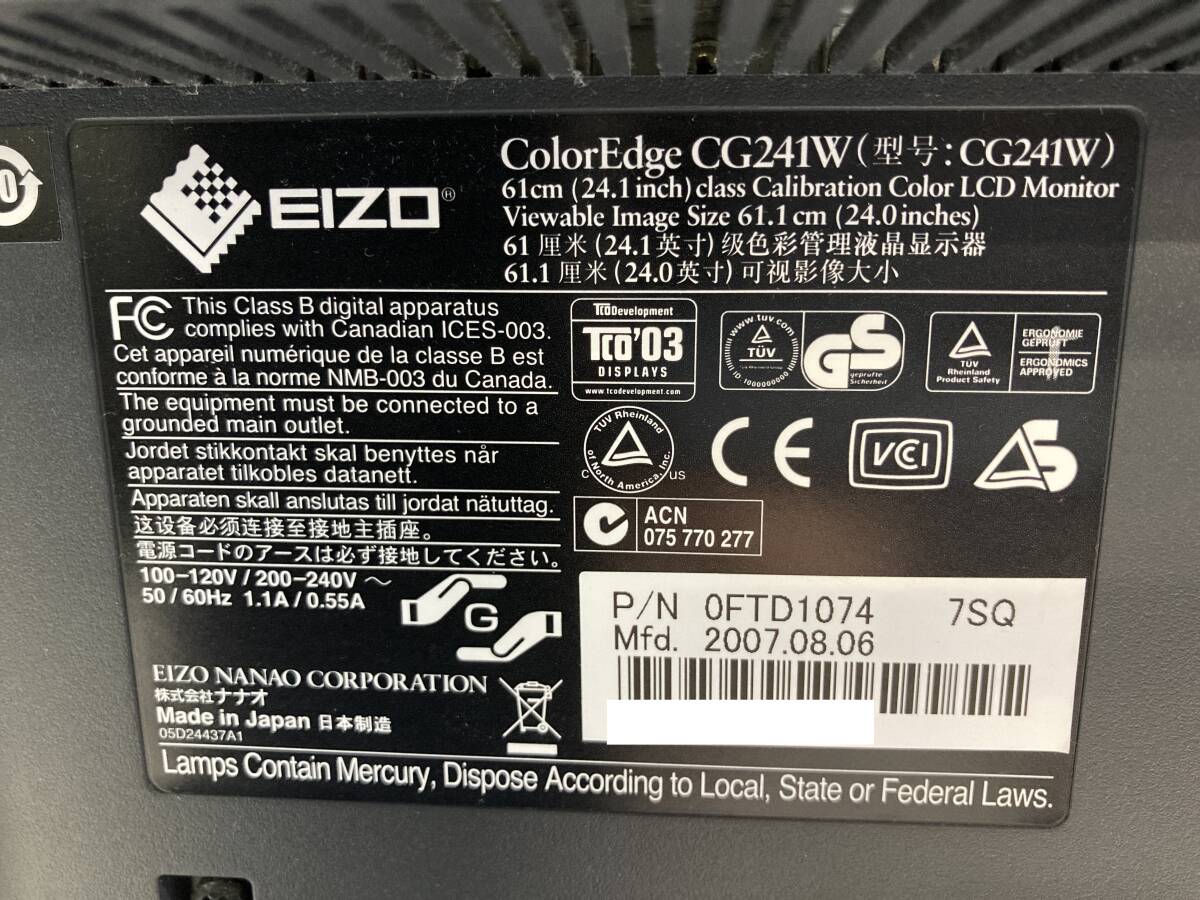 EIZO®
ColorEdge CG241W(型号:CG241W)
61cm (24.1 inch) class Calibration Color LCD Monitor
Viewable Image Size 61.1 cm (24.0 inches)
61 厘米 (24.1 英寸) 级色彩管理液晶显示器
61.1 厘米 (24.0 英寸) 可视影像大小
FC This Class B digital apparatus
complies with Canadian ICES-003.
Cet appareil numérique de la classe B est
conforme à la norme NMB-003 du Canada.
The equipment must be connected to a
grounded main outlet.
Jordet stikkontakt skal benyttes når
apparatet tilkobles datanett.
Apparaten skall anslutas till jordat nätuttag.
这设备必须连接至接地主插座。
電源コードのアースは必ず接地してください。
100-120V / 200-240V ～
50 / 60Hz 1.1A / 0.55A
G
EIZO NANAO CORPORATION
株式会社ナナオ
Made in Japan 日本制造
05D24437A1
TCODevelopment
TCO'03
DISPLAYS
www.tcodevelopment.com
www.tuv.com
TÜV
ID 1000000000
GS
geprüfte
Sicherheit
TÜV
Rheinland
Product Safety
ERGONOMIE
GEPRÜFT
ERGONOMICS
APPROVED
TÜV Rheinland
of North America, Inc.
C US
CE
VCCI
S
ACN
075 770 277
P/N 0FTD1074 7SQ
Mfd. 2007.08.06
Lamps Contain Mercury, Dispose According to Local, State or Federal Laws.